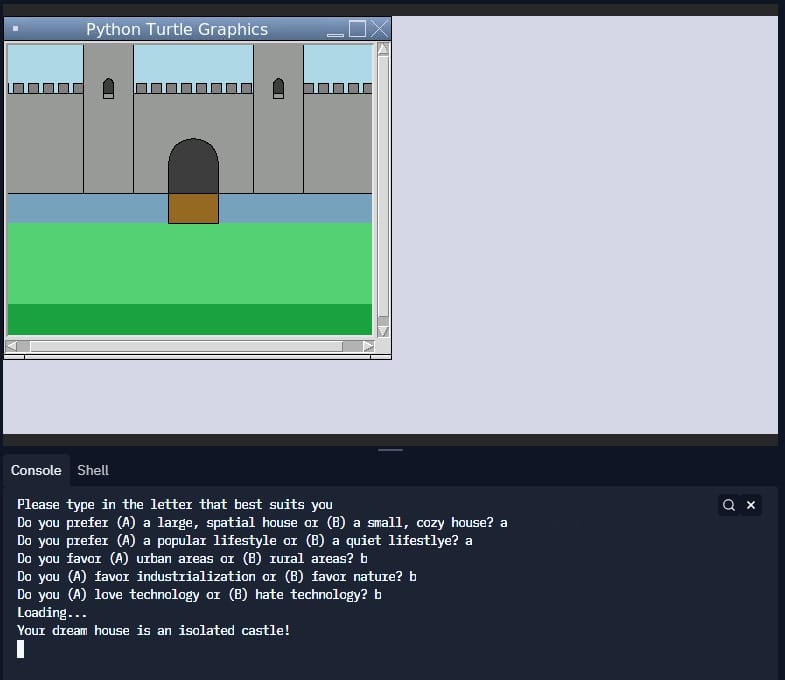 Python Turtle Graphics
Console Shell
Please type in the letter that best suits you
Do you prefer (A) a large, spatial house or (B) a small, cozy house? a
Do you prefer (A) a popular lifestyle or (B) a quiet lifestlye? a
Do you favor (A) urban areas or (B) rural areas? b
Do you (A) favor industrialization or (B) favor nature? b
Do you (A) love technology or (B) hate technology? b
Loading...
Your dream house is an isolated castle!